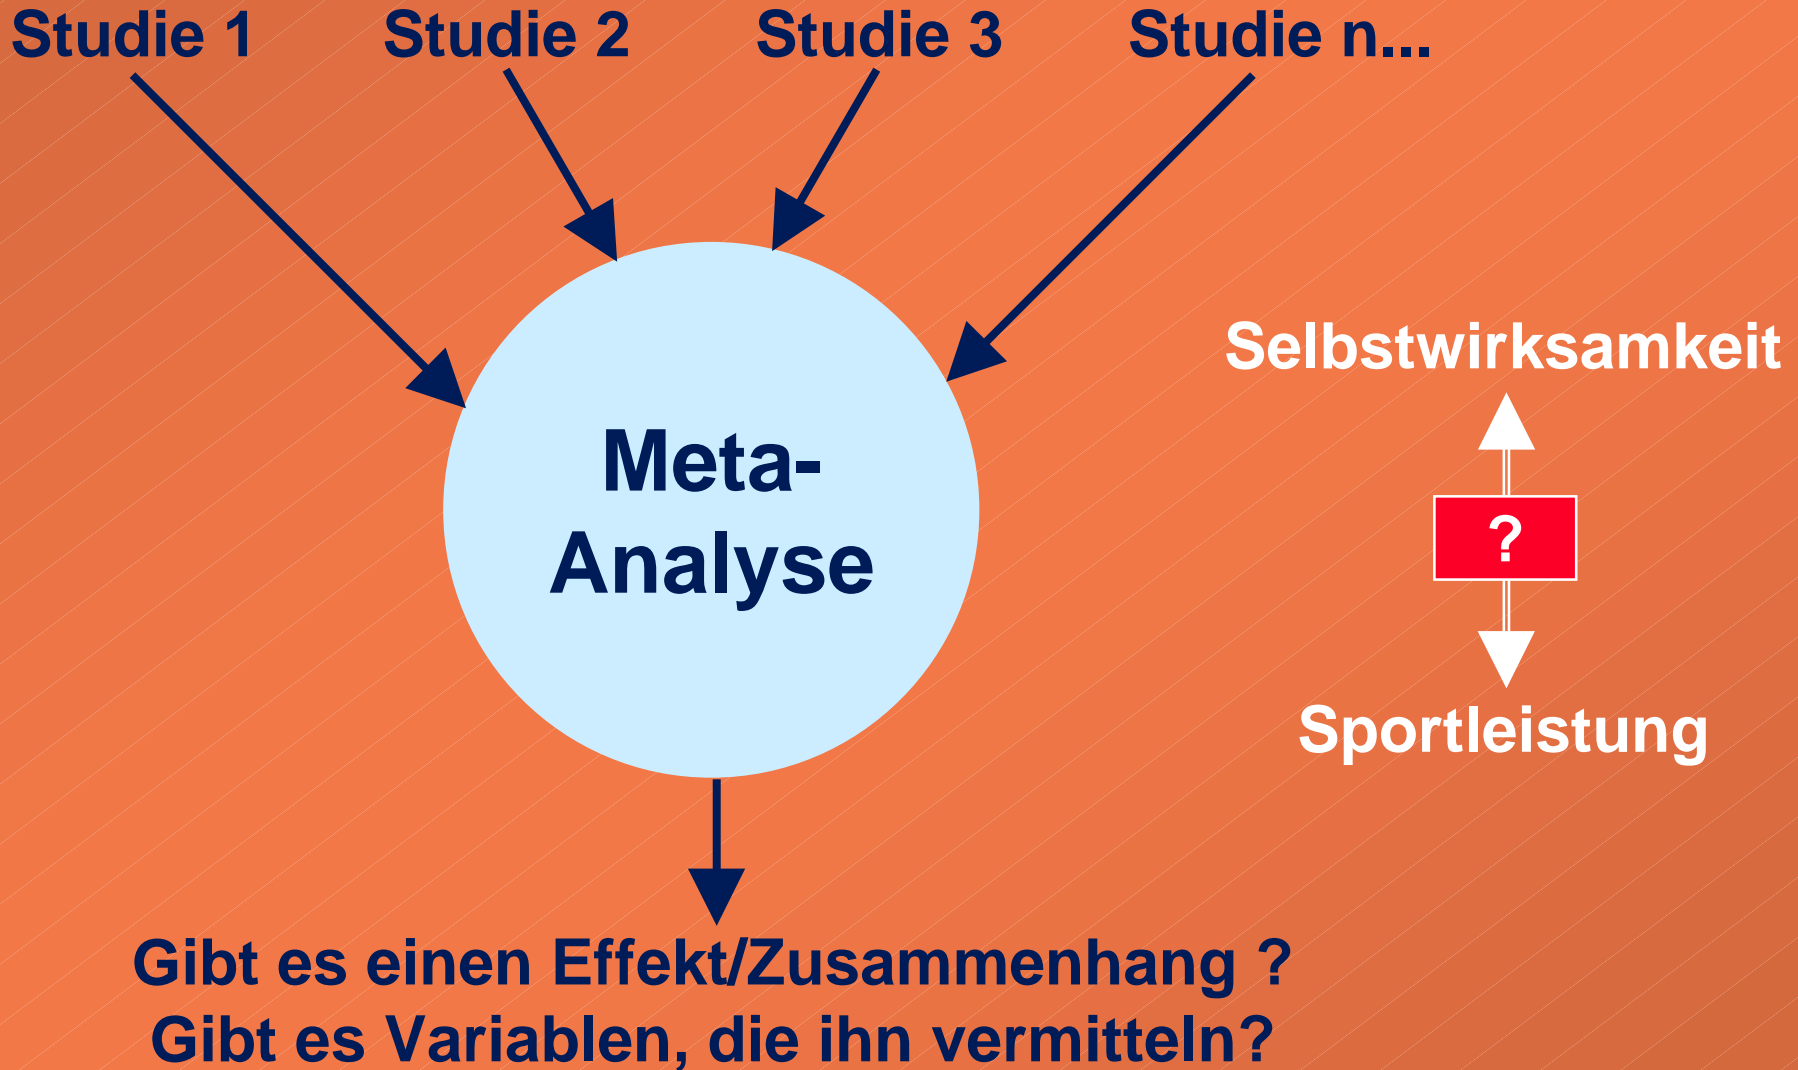 Studie 1
Studie 2
Studie 3
Studie n...
Meta-
Analyse
Selbstwirksamkeit
?
Sportleistung
Gibt es einen Effekt/Zusammenhang ?
Gibt es Variablen, die ihn vermitteln?